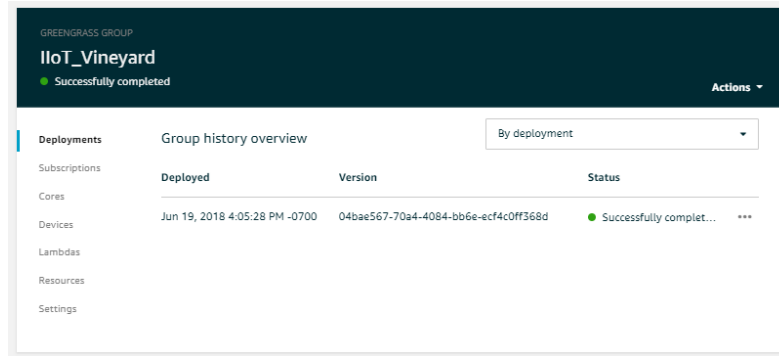 GREENGRASS GROUP
IIoT_Vineyard
Successfully completed
Actions
Deployments
Subscriptions
Cores
Devices
Lambdas
Resources
Settings
Group history overview
By deployment
Deployed Version Status
Jun 19, 2018 4:05:28 PM -0700 04bae567-70a4-4084-bb6e-ecf4c0ff368d Successfully complet... •••